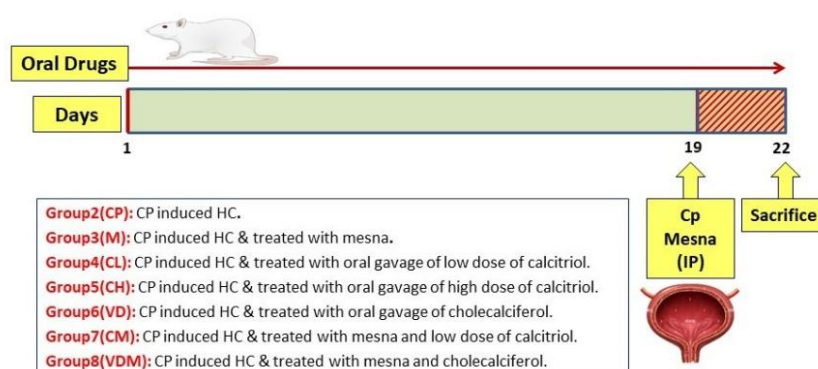 Oral Drugs
Days
1
19
22
Cp
Mesna
(IP)
Sacrifice
Group2(CP): CP induced HC.
Group3(M): CP induced HC & treated with mesna.
Group4(CL): CP induced HC & treated with oral gavage of low dose of calcitriol.
Group5(CH): CP induced HC & treated with oral gavage of high dose of calcitriol.
Group6(VD): CP induced HC & treated with oral gavage of cholecalciferol.
Group7(CM): CP induced HC & treated with mesna and low dose of calcitriol.
Group8(VDM): CP induced HC & treated with mesna and cholecalciferol.